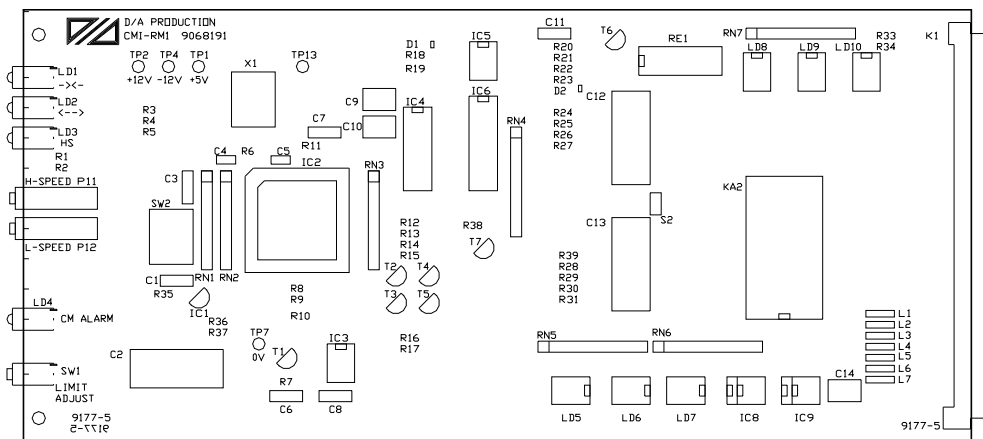 D/A PRODUCTION
CMI-RM1 9068191
TP2
TP4
TP1
TP13
+12V
-12V
+5V
X1
LD1
->-<-
LD2
<-->
LD3
HS
R1
R2
R3
R4
R5
H-SPEED P11
L-SPEED P12
SW2
C3
C4
R6
C5
IC2
C7
R11
C9
C10
D1
R18
R19
IC4
IC5
IC6
RN3
RN4
C11
R20
R21
R22
R23
D2
R24
R25
R26
R27
T6
RE1
C12
RN7
LD8
LD9
LD10
R33
R34
K1
KA2
S2
C13
R38
T7
R12
R13
R14
R15
T2
T4
T3
T5
R39
R28
R29
R30
R31
C1
R35
RN1
RN2
IC1
R36
R37
R8
R9
R10
R16
R17
LD4
CM ALARM
C2
TP7
0V
T1
IC3
R7
C6
C8
SW1
LIMIT
ADJUST
9177-5
9177-5
RN5
RN6
LD5
LD6
LD7
IC8
IC9
C14
L1
L2
L3
L4
L5
L6
L7
9177-5